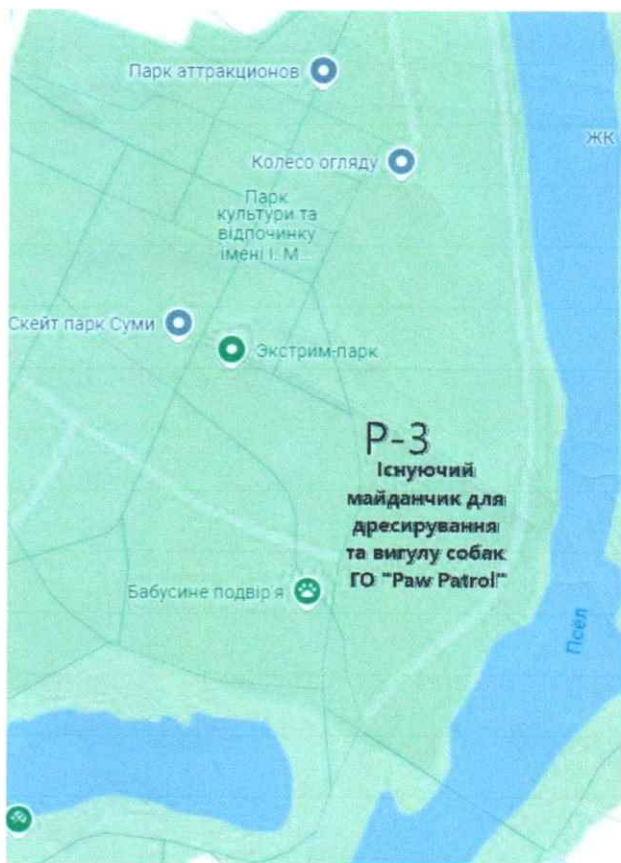 Парк аттракционов
ЖК
Колесо огляду
Парк
культури та
відпочинку
імені І. М...
Скейт парк Суми
Экстрим-парк
Р-3
Існуючий
майданчик для
дресирування
та вигулу собак
ГО "Paw Patrol"
Бабусине подвір'я
Псёл